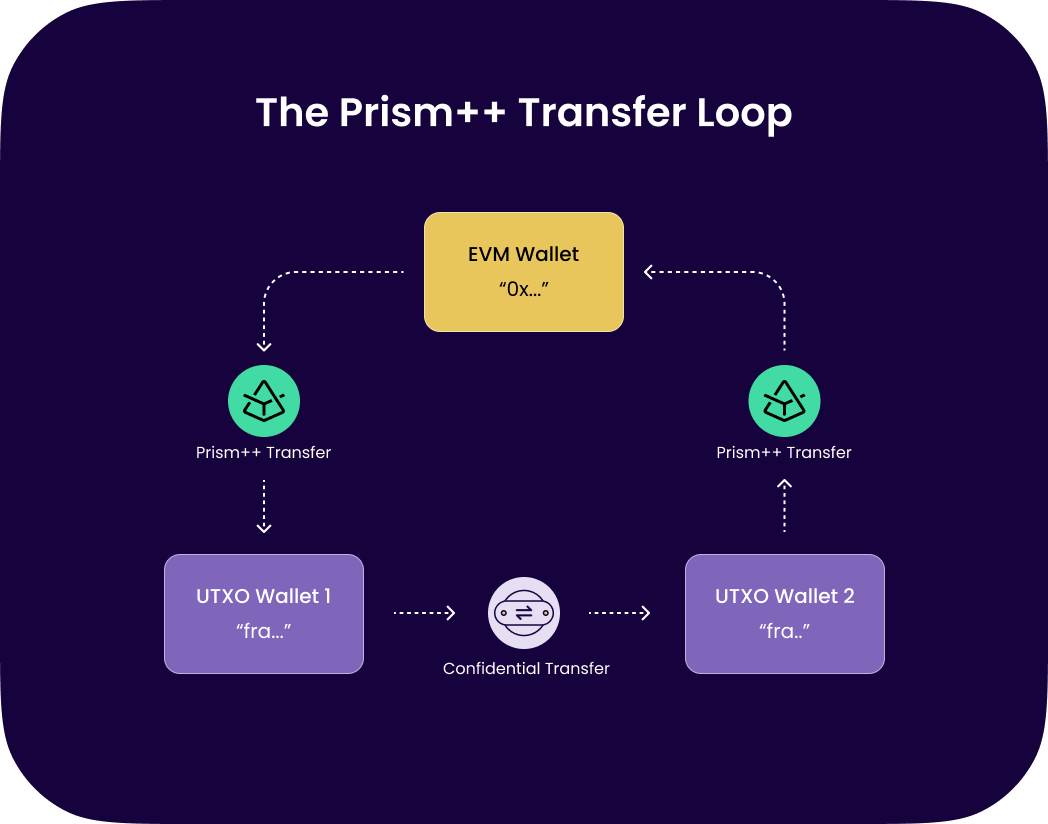 The Prism++ Transfer Loop
EVM Wallet
“0x...”
Prism++ Transfer
Prism++ Transfer
UTXO Wallet 1
“fra...”
Confidential Transfer
UTXO Wallet 2
“fra..”